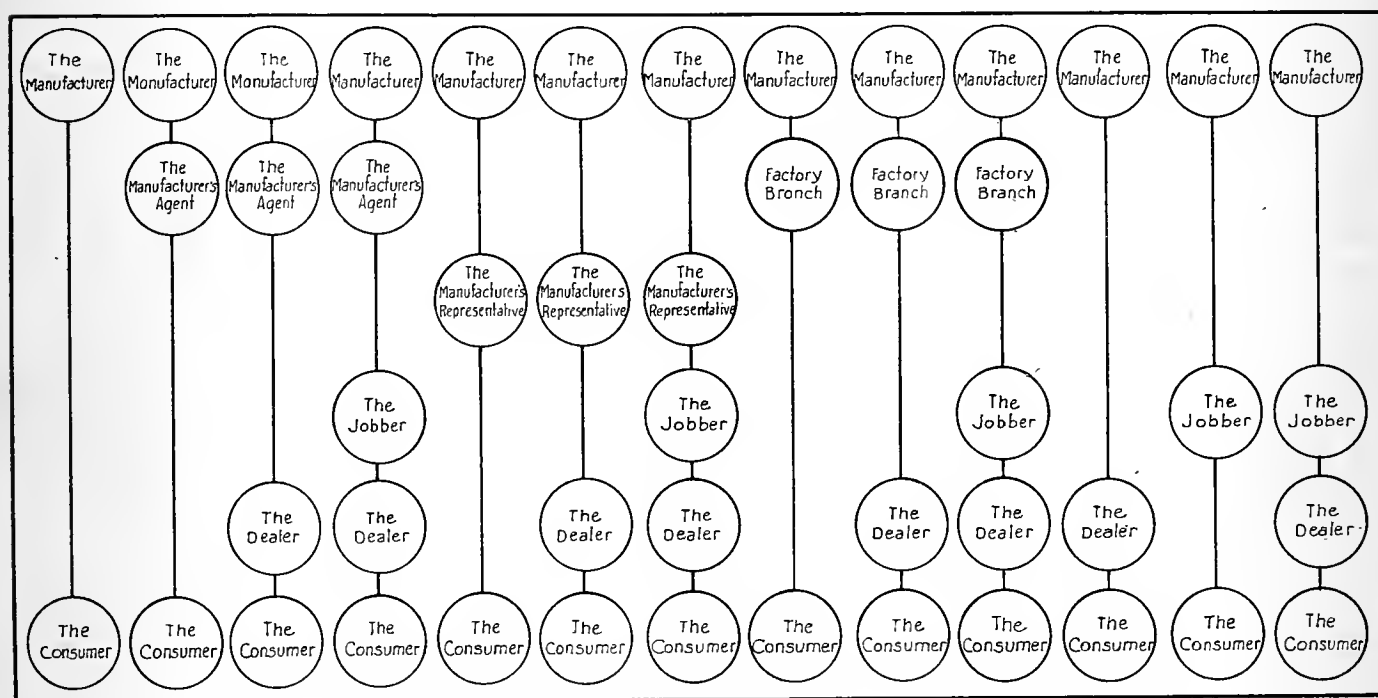 The
Manufacturer
The
Consumer
The
Manufacturer
The
Manufacturer's
Agent
The
Consumer
The
Manufacturer
The
Manufacturer's
Agent
The
Dealer
The
Consumer
The
Manufacturer
The
Manufacturer's
Agent
The
Jobber
The
Dealer
The
Consumer
The
Manufacturer
The
Manufacturer's
Representative
The
Consumer
The
Manufacturer
The
Manufacturers
Representative
The
Dealer
The
Consumer
The
Manufacturer
The
Manufacturer's
Representative
The
Jobber
The
Dealer
The
Consumer
The
Manufacturer
Factory
Branch
The
Consumer
The
Manufacturer
Factory
Branch
The
Dealer
The
Consumer
The
Manufacturer
Factory
Branch
The
Jobber
The
Dealer
The
Consumer
The
Manufacturer
The
Dealer
The
Consumer
The
Manufacturer
The
Jobber
The
Consumer
The
Manufacturer
The
Jobber
The
Dealer
The
Consumer